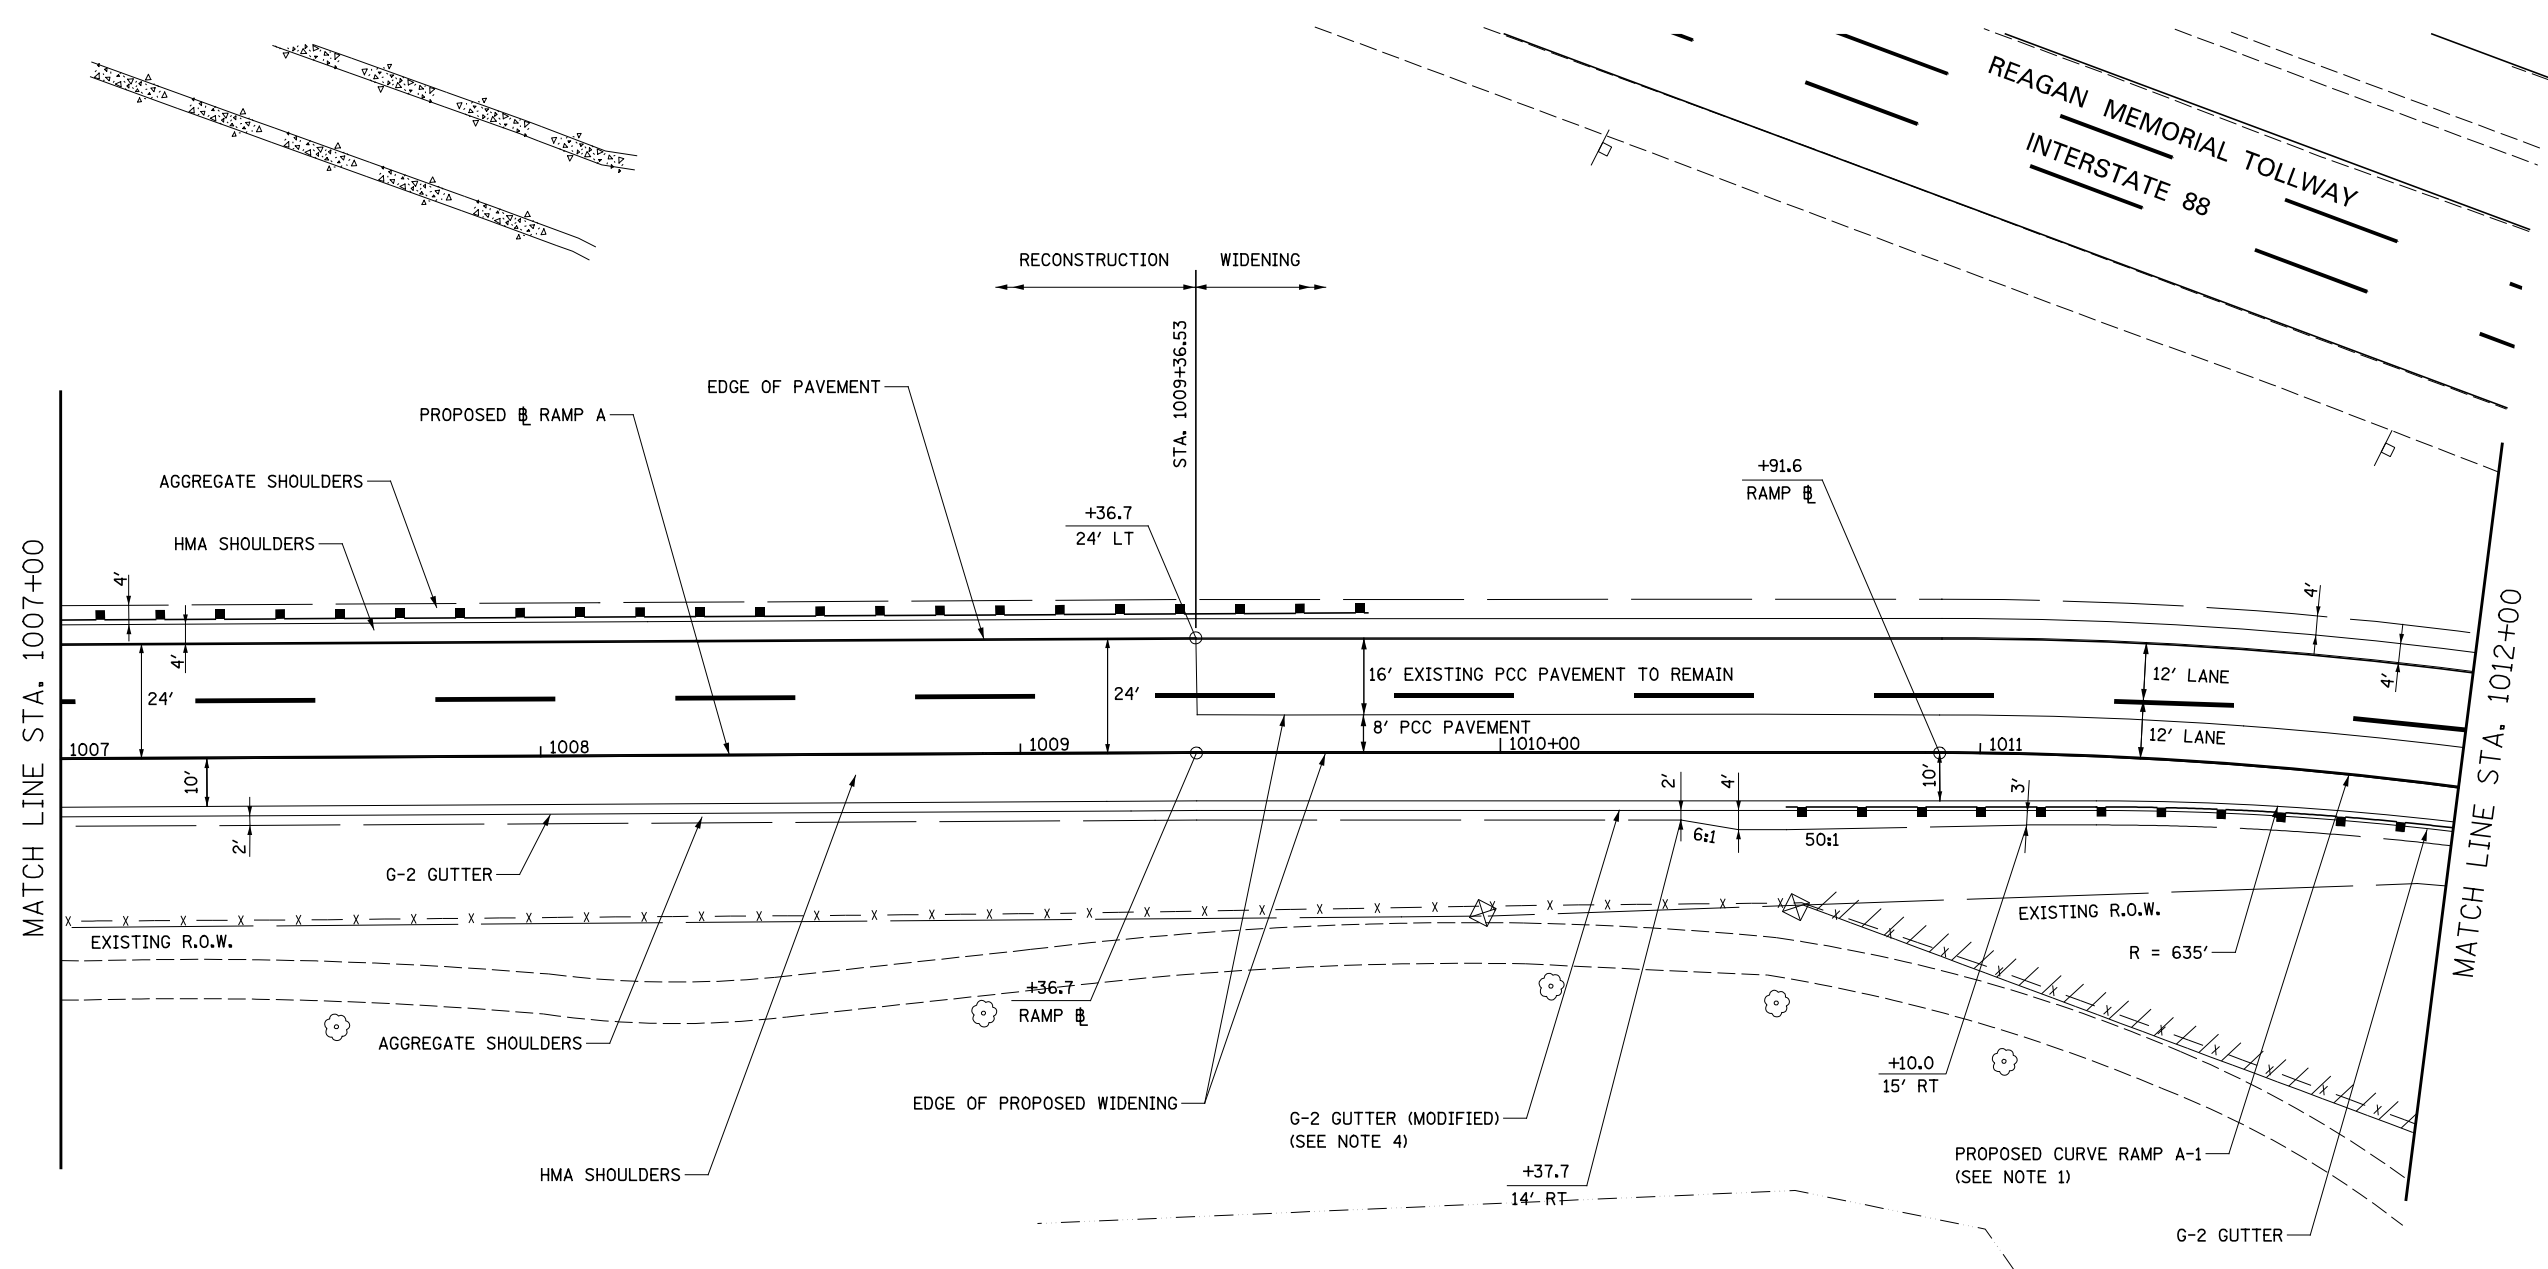 REAGAN MEMORIAL TOLLWAY
INTERSTATE 88
RECONSTRUCTION
WIDENING
STA. 1009+36.53
EDGE OF PAVEMENT
PROPOSED ℄ RAMP A
AGGREGATE SHOULDERS
HMA SHOULDERS
+36.7
24' LT
+91.6
RAMP ℄
MATCH LINE STA. 1007+00
4'
4'
24'
24'
16' EXISTING PCC PAVEMENT TO REMAIN
8' PCC PAVEMENT
12' LANE
12' LANE
4'
4'
MATCH LINE STA. 1012+00
1007
1008
1009
1010+00
1011
10'
2'
2'
4'
10'
3'
6:1
50:1
G-2 GUTTER
EXISTING R.O.W.
EXISTING R.O.W.
R = 635'
+36.7
RAMP ℄
AGGREGATE SHOULDERS
EDGE OF PROPOSED WIDENING
+10.0
15' RT
G-2 GUTTER (MODIFIED)
(SEE NOTE 4)
HMA SHOULDERS
+37.7
14' RT
PROPOSED CURVE RAMP A-1
(SEE NOTE 1)
G-2 GUTTER